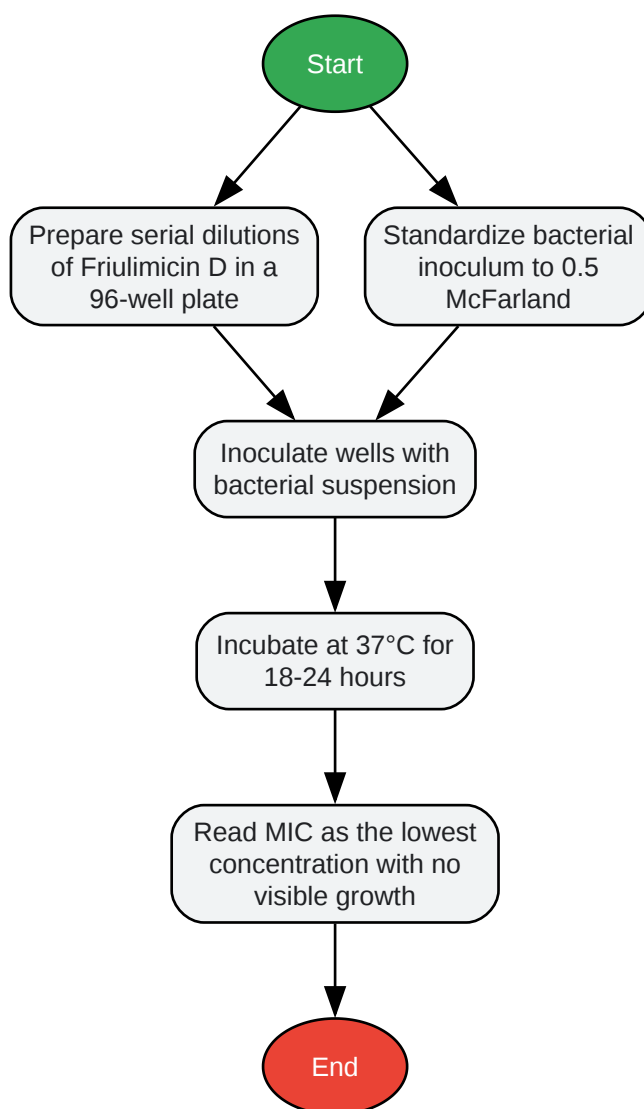 Start
Prepare serial dilutions
of Friulimicin D in a
96-well plate
Standardize bacterial
inoculum to 0.5
McFarland
Inoculate wells with
bacterial suspension
Incubate at 37°C for
18-24 hours
Read MIC as the lowest
concentration with no
visible growth
End